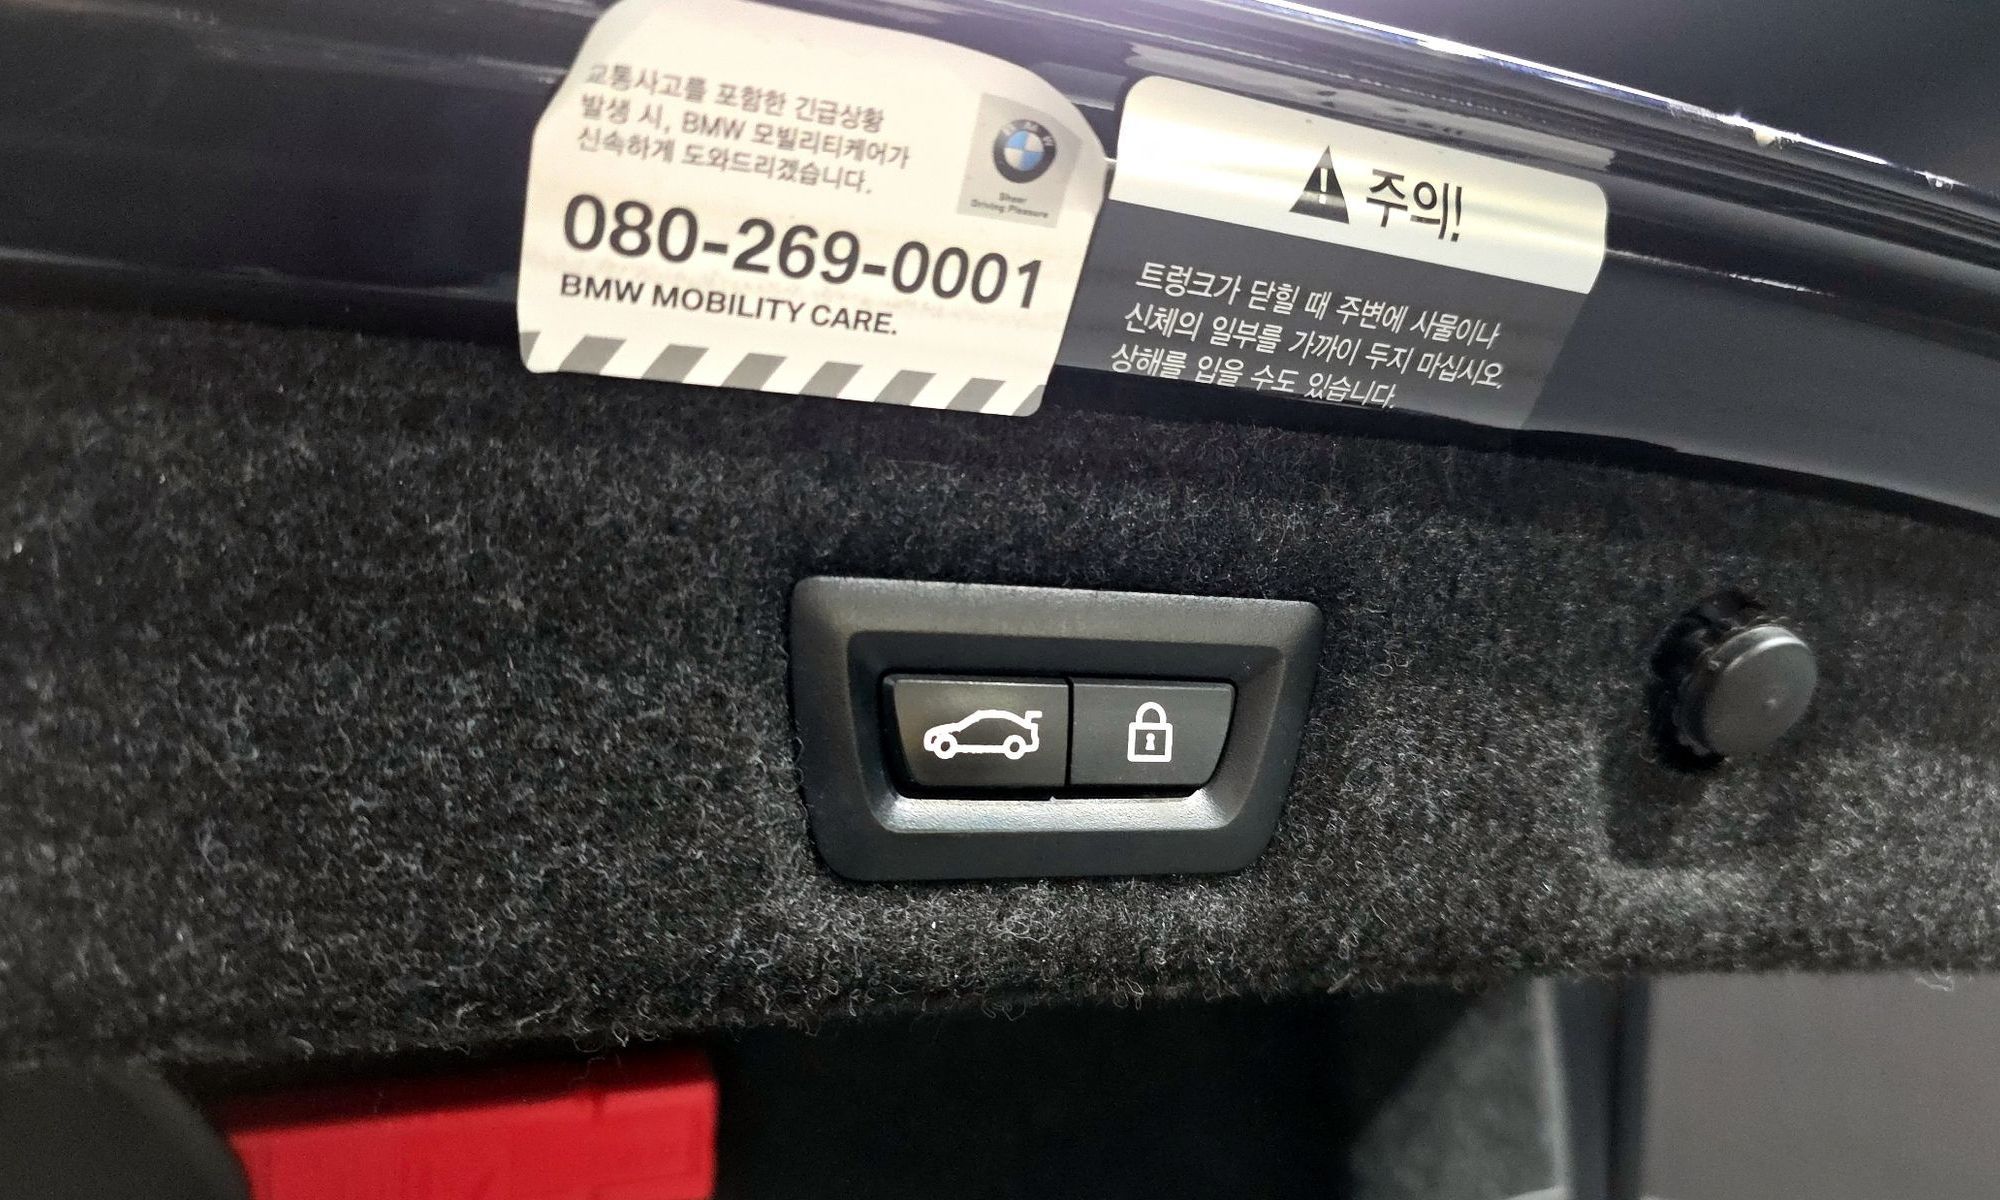 교통사고를 포함한 긴급상황
발생 시, BMW 모빌리티케어가
신속하게 도와드리겠습니다.
Sheer
Driving Pleasure
080-269-0001
BMW MOBILITY CARE.
주의!
트렁크가 닫힐 때 주변에 사물이나
신체의 일부를 가까이 두지 마십시오.
상해를 입을 수도 있습니다.